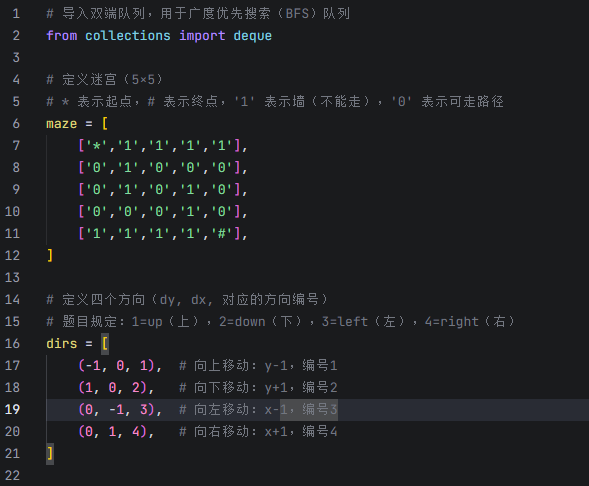 1 # 导入双端队列，用于广度优先搜索（BFS）队列
2 from collections import deque
3
4 # 定义迷宫（5×5）
5 # * 表示起点，# 表示终点，'1' 表示墙（不能走），'0' 表示可走路径
6 maze = [
7 ['*','1','1','1','1'],
8 ['0','1','0','0','0'],
9 ['0','1','0','1','0'],
10 ['0','0','0','1','0'],
11 ['1','1','1','1','#'],
12 ]
13
14 # 定义四个方向（dy, dx, 对应的方向编号）
15 # 题目规定：1=up（上），2=down（下），3=left（左），4=right（右）
16 dirs = [
17 (-1, 0, 1), # 向上移动：y-1，编号1
18 (1, 0, 2), # 向下移动：y+1，编号2
19 (0, -1, 3), # 向左移动：x-1，编号3
20 (0, 1, 4), # 向右移动：x+1，编号4
21 ]
22